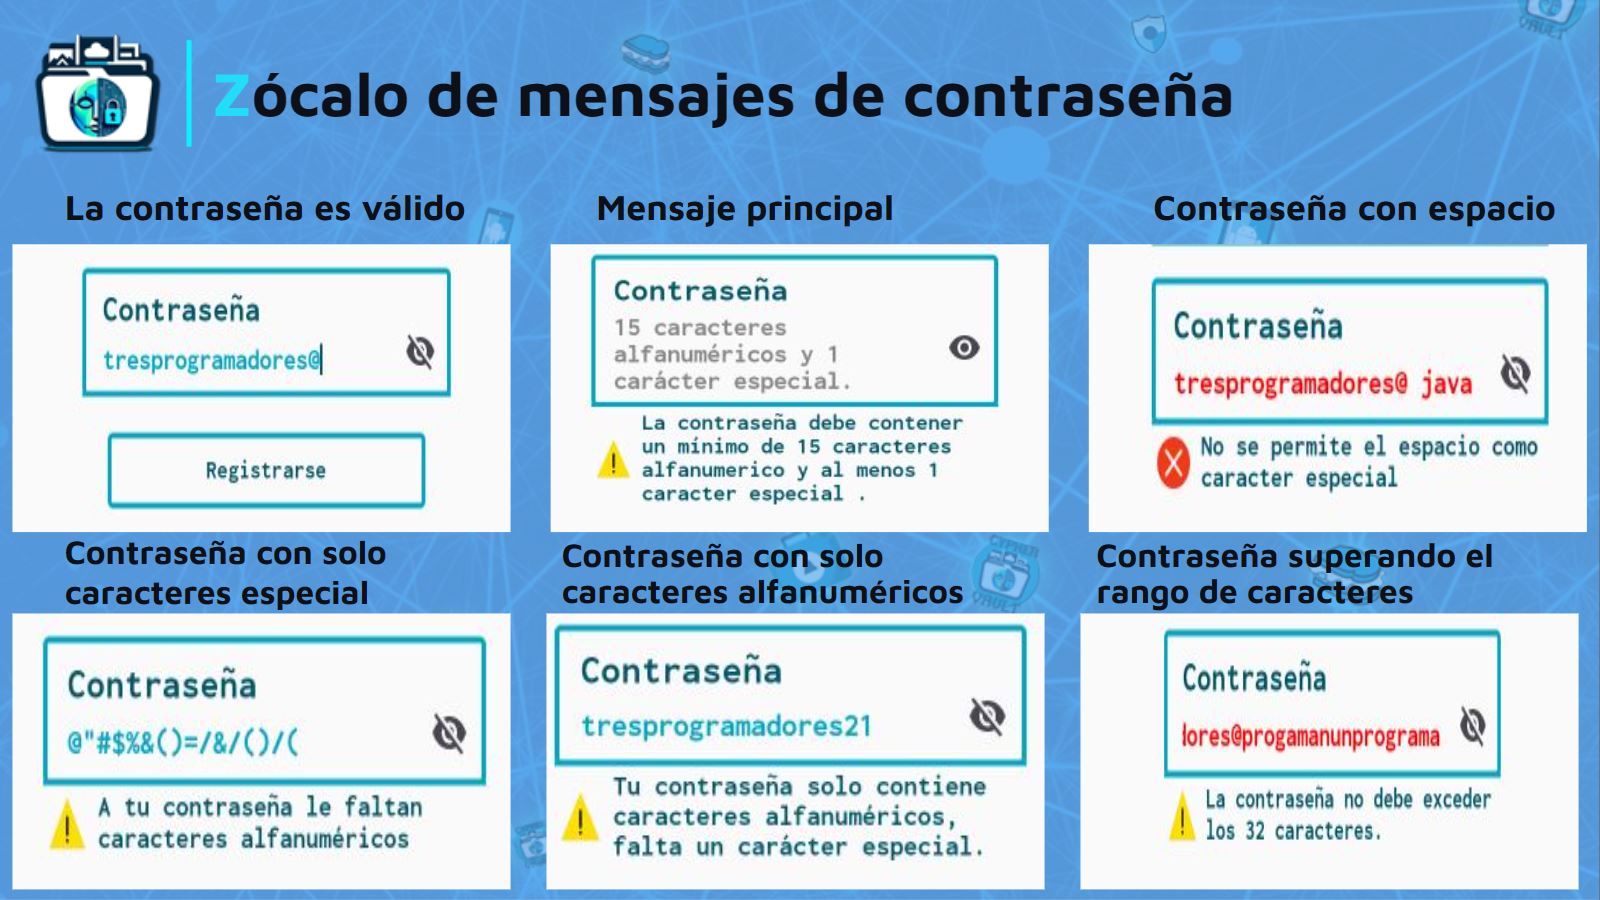 Zócalo de mensajes de contraseña
La contraseña es válido
Contraseña
tresprogramadores@
Registrarse
Mensaje principal
Contraseña
15 caracteres
alfanuméricos y 1
carácter especial.
La contraseña debe contener
un mínimo de 15 caracteres
alfanumerico y al menos 1
caracter especial .
Contraseña con espacio
Contraseña
tresprogramadores@ java
No se permite el espacio como
caracter especial
Contraseña con solo
caracteres especial
Contraseña
@"#$%&()=/&/()/(
A tu contraseña le faltan
caracteres alfanuméricos
Contraseña con solo
caracteres alfanuméricos
Contraseña
tresprogramadores21
Tu contraseña solo contiene
caracteres alfanuméricos,
falta un carácter especial.
Contraseña superando el
rango de caracteres
Contraseña
lores@progamanunprograma
La contraseña no debe exceder
los 32 caracteres.
CYPHER
VAULT
VAULT